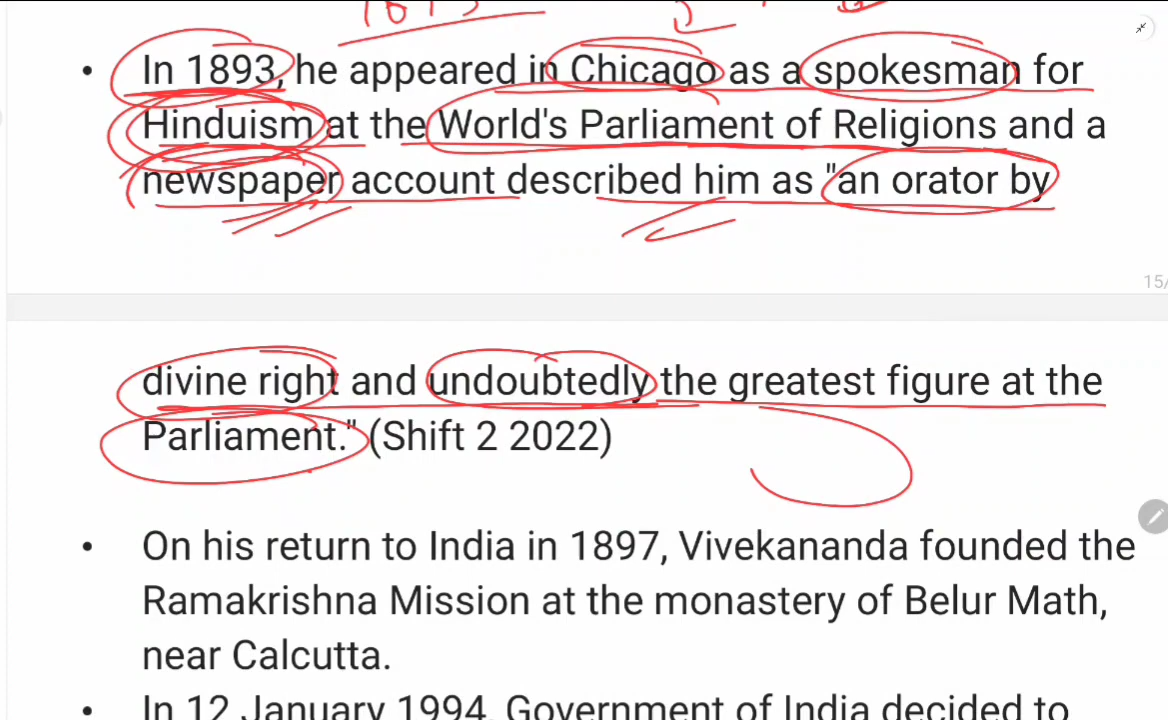 • In 1893, he appeared in Chicago as a spokesman for
Hinduism at the World's Parliament of Religions and a
newspaper account described him as "an orator by
15/
divine right and undoubtedly the greatest figure at the
Parliament." (Shift 2 2022)
• On his return to India in 1897, Vivekananda founded the
Ramakrishna Mission at the monastery of Belur Math,
near Calcutta.
• In 12 January 1994, Government of India decided to